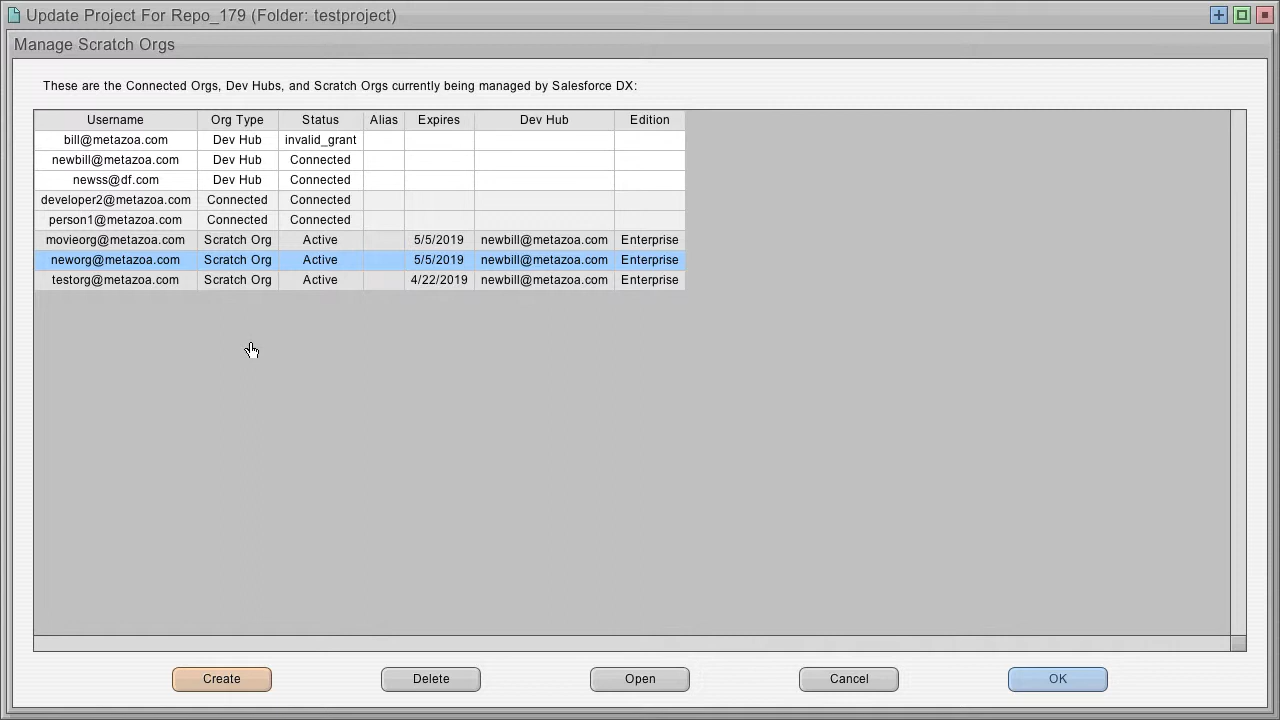 Update Project For Repo_179 (Folder: testproject)
Manage Scratch Orgs
These are the Connected Orgs, Dev Hubs, and Scratch Orgs currently being managed by Salesforce DX:
Username Org Type Status Alias Expires Dev Hub Edition
bill@metazoa.com Dev Hub invalid_grant
newbill@metazoa.com Dev Hub Connected
newss@df.com Dev Hub Connected
developer2@metazoa.com Connected Connected
person1@metazoa.com Connected Connected
movieorg@metazoa.com Scratch Org Active 5/5/2019 newbill@metazoa.com Enterprise
neworg@metazoa.com Scratch Org Active 5/5/2019 newbill@metazoa.com Enterprise
testorg@metazoa.com Scratch Org Active 4/22/2019 newbill@metazoa.com Enterprise
Create Delete Open Cancel OK